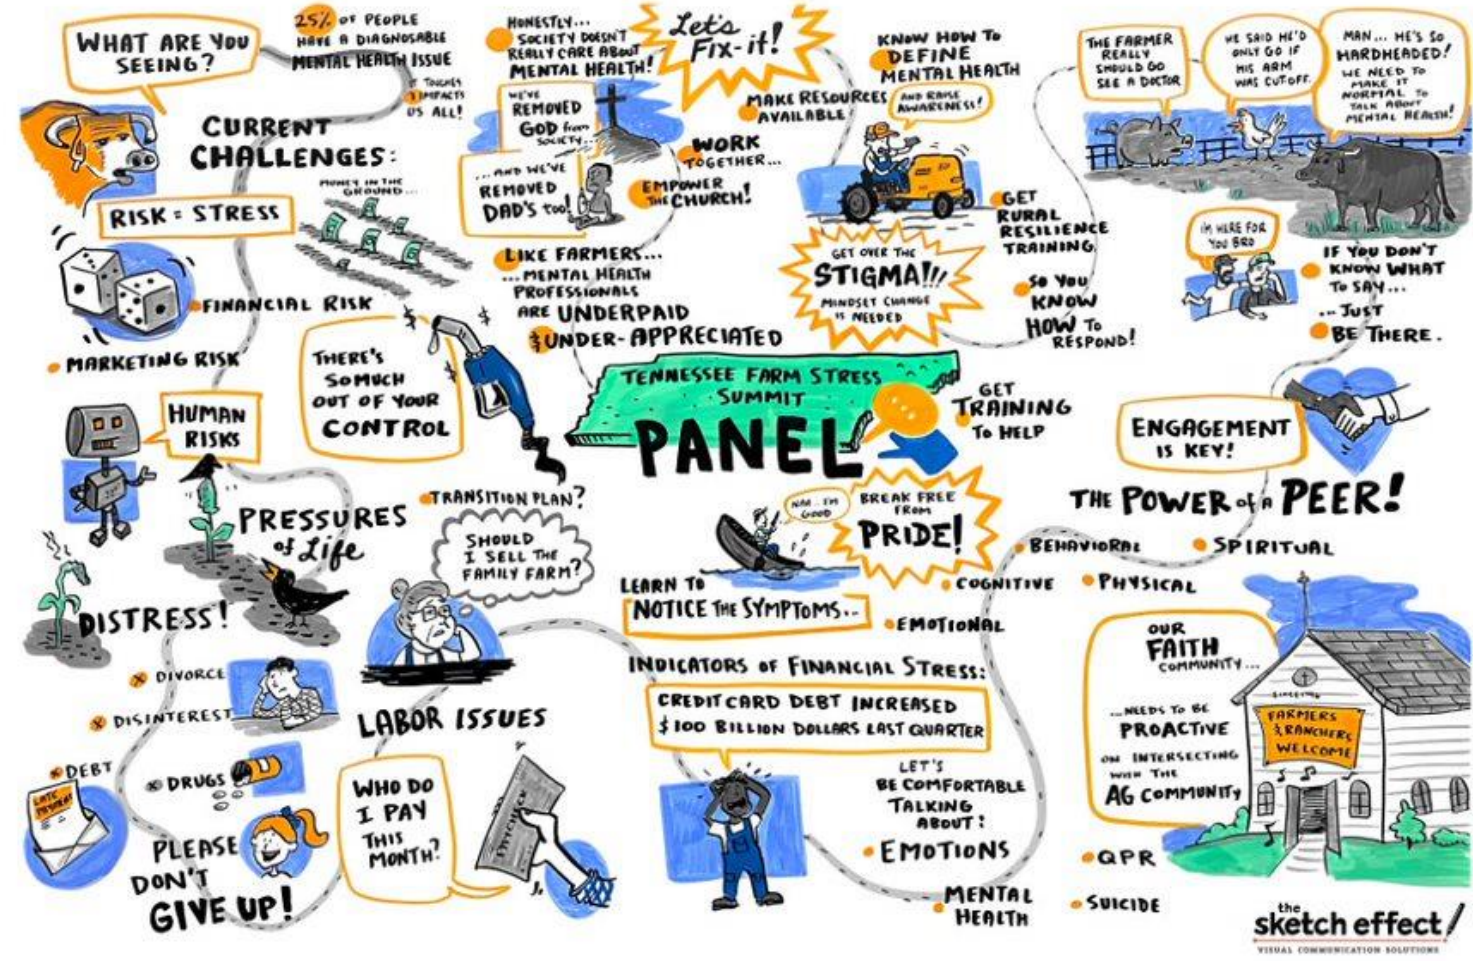 WHAT ARE YOU
SEEING?
25% OF PEOPLE
HAVE A DIAGNOSABLE
MENTAL HEALTH ISSUE
IT TOUCHES
& IMPACTS
US ALL!
CURRENT
CHALLENGES:
RISK = STRESS
MONEY IN THE
GROUND...
FINANCIAL RISK
MARKETING RISK
THERE'S
SO MUCH
OUT OF YOUR
CONTROL
HUMAN
RISKS
PRESSURES
of Life
DISTRESS!
DIVORCE
DISINTEREST
DEBT
LATE
PAYMENT
DRUGS
PLEASE
DON'T
GIVE UP!
TRANSITION PLAN?
SHOULD
I SELL THE
FAMILY FARM?
LABOR ISSUES
WHO DO
I PAY
THIS
MONTH?
PAYCHECK
HONESTLY...
SOCIETY DOESN'T
REALLY CARE ABOUT
MENTAL HEALTH!
WE'VE
REMOVED
GOD from
SOCIETY...
...AND WE'VE
REMOVED
DAD'S too!
LIKE FARMERS...
...MENTAL HEALTH
PROFESSIONALS
ARE UNDERPAID
& UNDER-APPRECIATED
Let's
Fix-it!
MAKE RESOURCES
AVAILABLE
WORK
TOGETHER...
EMPOWER
THE CHURCH!
KNOW HOW TO
DEFINE
MENTAL HEALTH
AND RAISE
AWARENESS!
GET
RURAL
RESILIENCE
TRAINING
SO YOU
KNOW
HOW TO
RESPOND!
GET OVER THE
STIGMA!!!
MINDSET CHANGE
IS NEEDED
TENNESSEE FARM STRESS
SUMMIT
PANEL
GET
TRAINING
TO HELP
NAH... I'M
GOOD
BREAK FREE
FROM
PRIDE!
LEARN TO
NOTICE THE SYMPTOMS...
BEHAVIORAL
SPIRITUAL
COGNITIVE
PHYSICAL
EMOTIONAL
INDICATORS OF FINANCIAL STRESS:
CREDIT CARD DEBT INCREASED
$100 BILLION DOLLARS LAST QUARTER
LET'S
BE COMFORTABLE
TALKING
ABOUT:
EMOTIONS
MENTAL
HEALTH
QPR
SUICIDE
THE FARMER
REALLY
SHOULD GO
SEE A DOCTOR
HE SAID HE'D
ONLY GO IF
HIS ARM
WAS CUT OFF.
MAN... HE'S SO
HARDHEADED!
WE NEED TO
MAKE IT
NORMAL TO
TALK ABOUT
MENTAL HEALTH!
I'M HERE FOR
YOU BRO
IF YOU DON'T
KNOW WHAT
TO SAY...
...JUST
BE THERE.
ENGAGEMENT
IS KEY!
THE POWER of A PEER!
OUR
FAITH
COMMUNITY...
...NEEDS TO BE
PROACTIVE
ON INTERSECTING
WITH THE
AG COMMUNITY
FARMERS
& RANCHERS
WELCOME
the
sketch effect
VISUAL COMMUNICATION SOLUTIONS